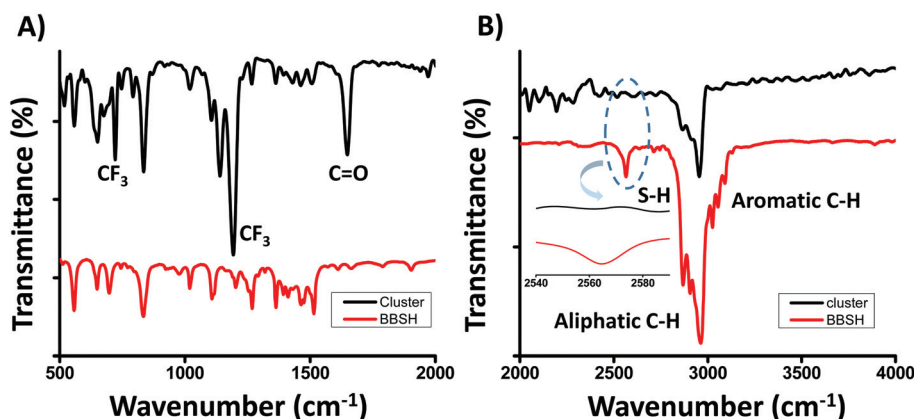 A)
Transmittance (%)
CF₃
CF₃
C=O
Cluster
BBSH
500 1000 1500 2000
Wavenumber (cm⁻¹)
B)
Transmittance (%)
S-H
Aromatic C-H
2540 2560 2580
Aliphatic C-H
cluster
BBSH
2000 2500 3000 3500 4000
Wavenumber (cm⁻¹)